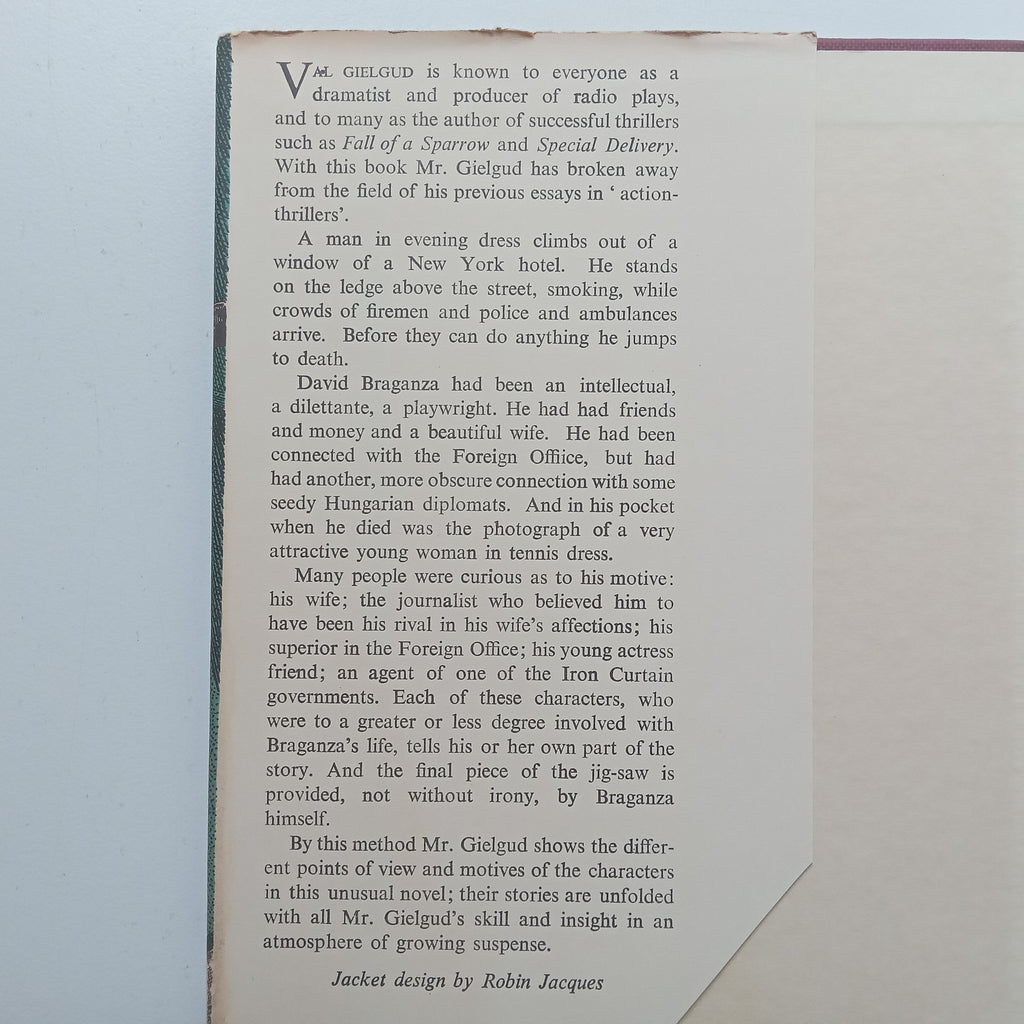 VAL GIELGUD is known to everyone as a
dramatist and producer of radio plays,
and to many as the author of successful thrillers
such as Fall of a Sparrow and Special Delivery.
With this book Mr. Gielgud has broken away
from the field of his previous essays in ‘ action-
thrillers’.
A man in evening dress climbs out of a
window of a New York hotel. He stands
on the ledge above the street, smoking, while
crowds of firemen and police and ambulances
arrive. Before they can do anything he jumps
to death.
David Braganza had been an intellectual,
a dilettante, a playwright. He had had friends
and money and a beautiful wife. He had been
connected with the Foreign Offiice, but had
had another, more obscure connection with some
seedy Hungarian diplomats. And in his pocket
when he died was the photograph of a very
attractive young woman in tennis dress.
Many people were curious as to his motive:
his wife; the journalist who believed him to
have been his rival in his wife’s affections; his
superior in the Foreign Office; his young actress
friend; an agent of one of the Iron Curtain
governments. Each of these characters, who
were to a greater or less degree involved with
Braganza’s life, tells his or her own part of the
story. And the final piece of the jig-saw is
provided, not without irony, by Braganza
himself.
By this method Mr. Gielgud shows the differ-
ent points of view and motives of the characters
in this unusual novel; their stories are unfolded
with all Mr. Gielgud’s skill and insight in an
atmosphere of growing suspense.
Jacket design by Robin Jacques